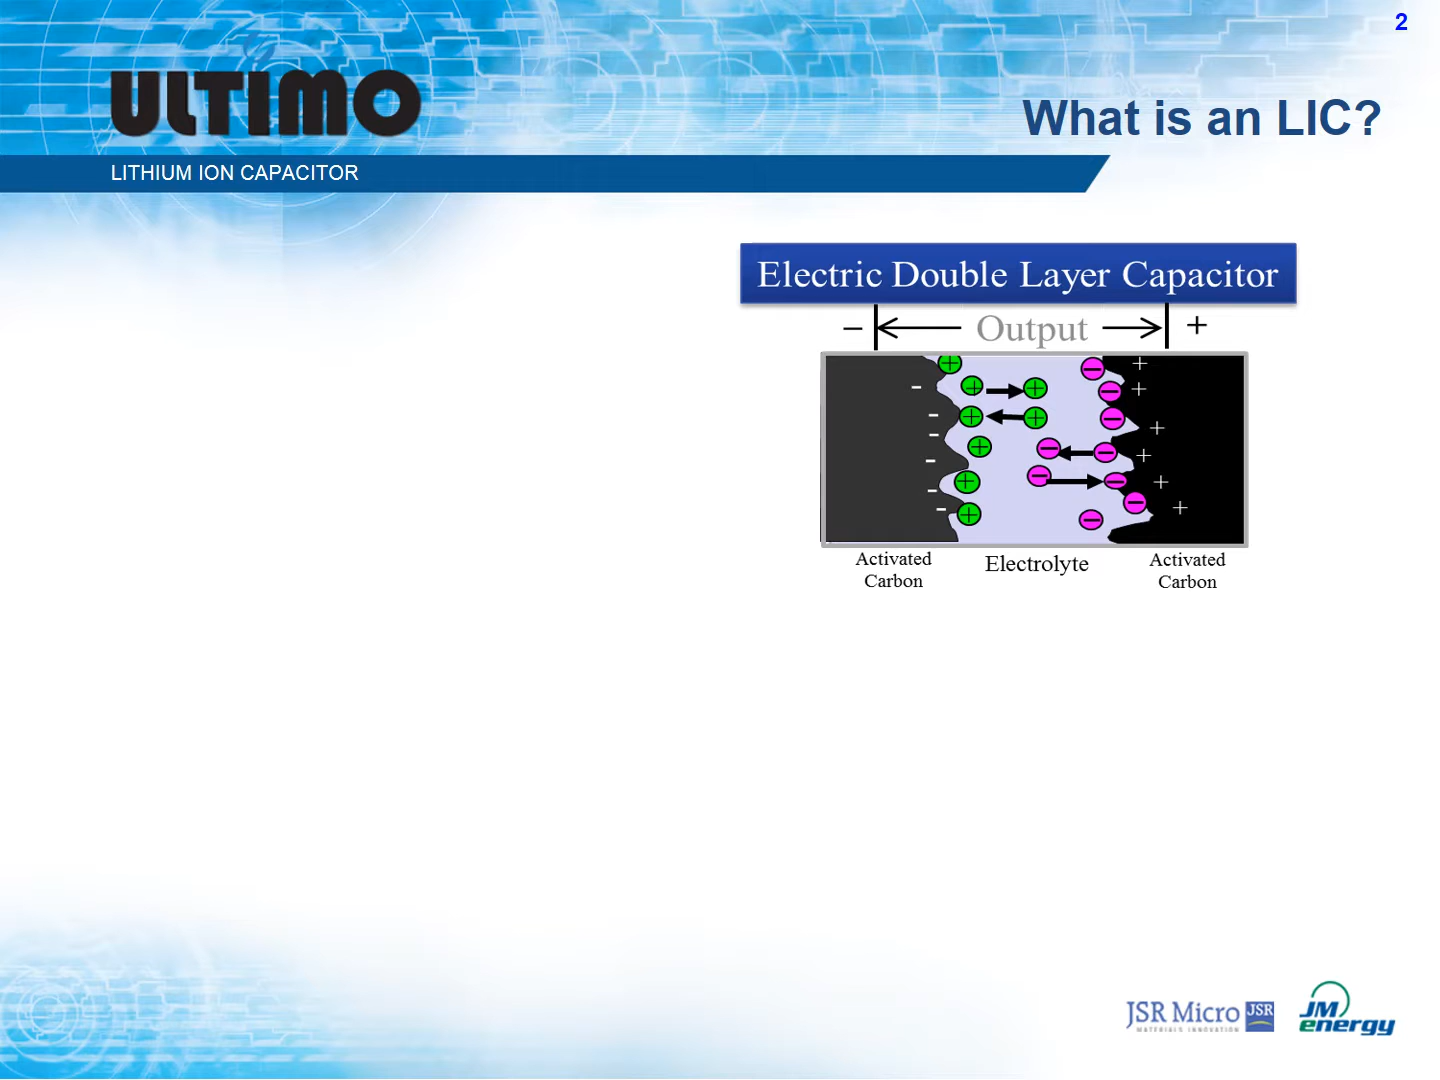 2
ULTIMO
What is an LIC?
LITHIUM ION CAPACITOR
Electric Double Layer Capacitor
− Output +
Activated
Carbon
Electrolyte
Activated
Carbon
JSR Micro JSR
MATERIALS INNOVATION
JM
energy